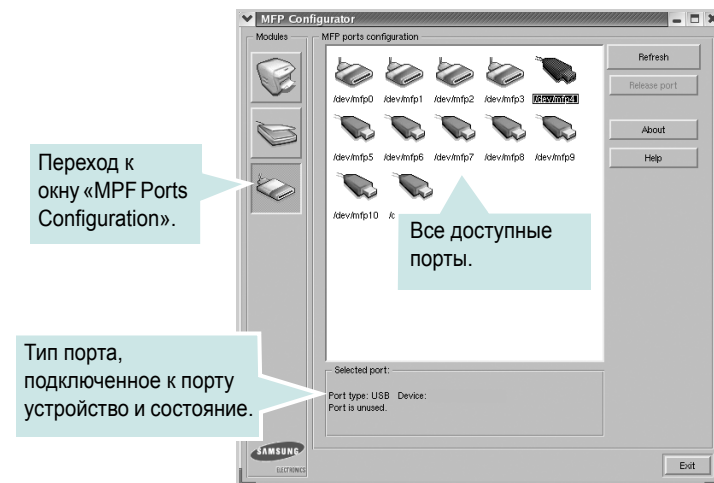 MFP Configurator
Modules
MFP ports configuration
Refresh
Release port
About
Help
/dev/mfp0 /dev/mfp1 /dev/mfp2 /dev/mfp3 /dev/mfp4
/dev/mfp5 /dev/mfp6 /dev/mfp7 /dev/mfp8 /dev/mfp9
/dev/mfp10
Переход к
окну «MPF Ports
Configuration».
Все доступные
порты.
Тип порта,
подключенное к порту
устройство и состояние.
Selected port:
Port type: USB Device:
Port is unused.
SAMSUNG
ELECTRONICS
Exit